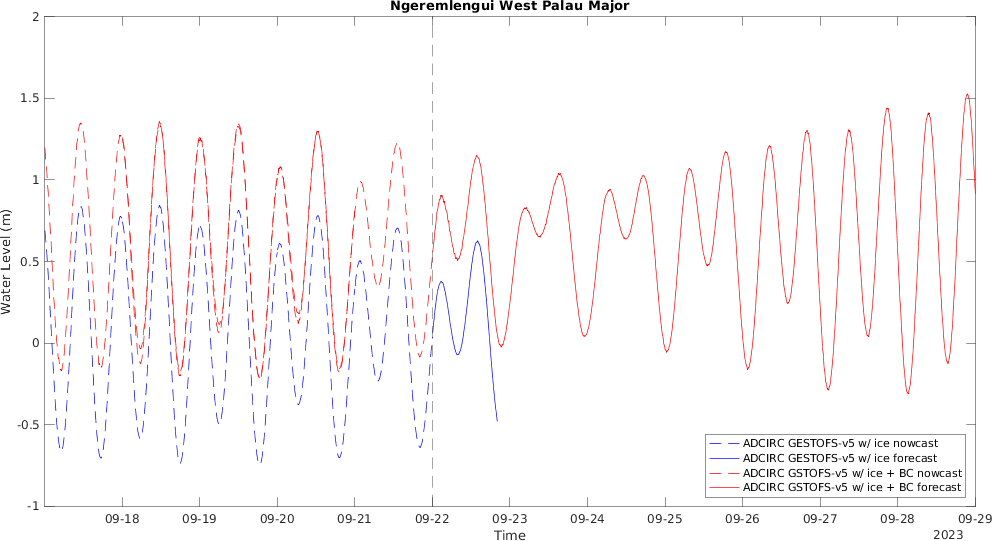 Ngeremlengui West Palau Major
2
1.5
1
0.5
0
-0.5
-1
Water Level (m)
ADCIRC GESTOFS-v5 w/ ice nowcast
ADCIRC GESTOFS-v5 w/ ice forecast
ADCIRC GSTOFS-v5 w/ ice + BC nowcast
ADCIRC GSTOFS-v5 w/ ice + BC forecast
09-18 09-19 09-20 09-21 09-22 09-23 09-24 09-25 09-26 09-27 09-28 09-29
Time
2023